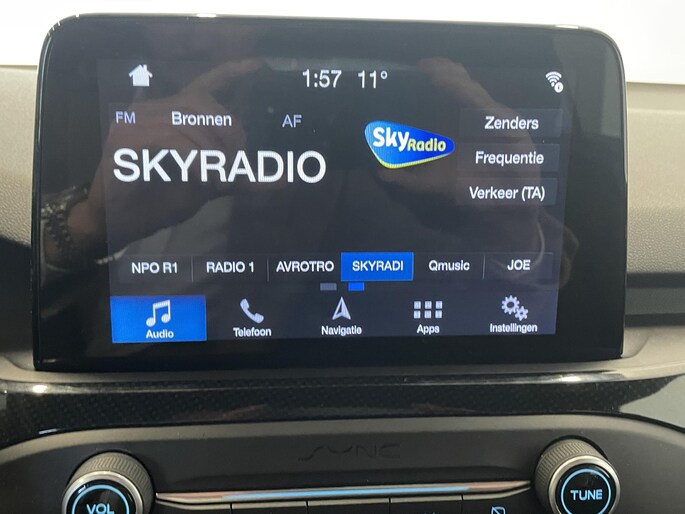 1:57 11°
FM Bronnen AF
Sky Radio
Zenders
SKYRADIO
Frequentie
Verkeer (TA)
NPO R1 RADIO 1 AVROTRO SKYRADI Qmusic JOE
Audio Telefoon Navigatie Apps Instellingen
SYNC
VOL TUNE